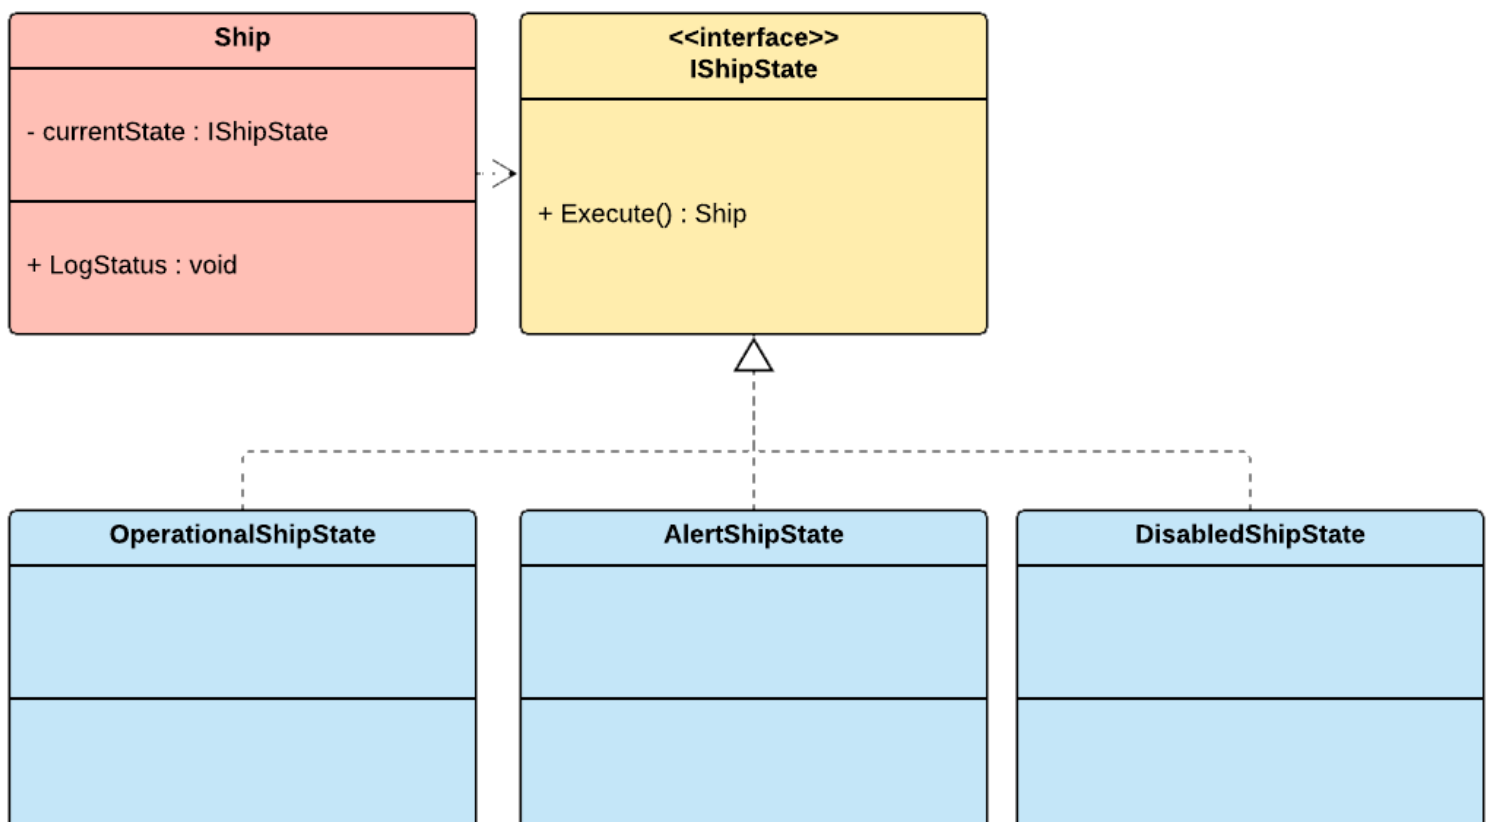 Ship
- currentState : IShipState
+ LogStatus : void
<<interface>>
IShipState
+ Execute() : Ship
OperationalShipState
AlertShipState
DisabledShipState